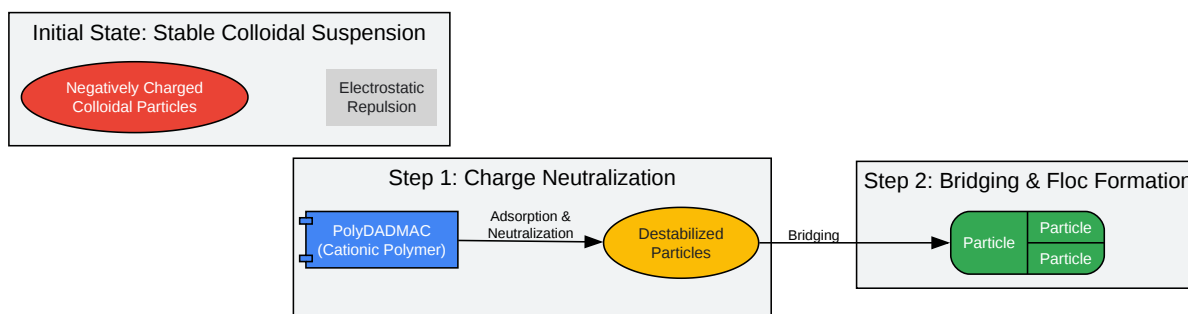 Initial State: Stable Colloidal Suspension
Negatively Charged
Colloidal Particles
Electrostatic
Repulsion
Step 1: Charge Neutralization
PolyDADMAC
(Cationic Polymer)
Adsorption &
Neutralization
Destabilized
Particles
Bridging
Step 2: Bridging & Floc Formation
Particle
Particle
Particle